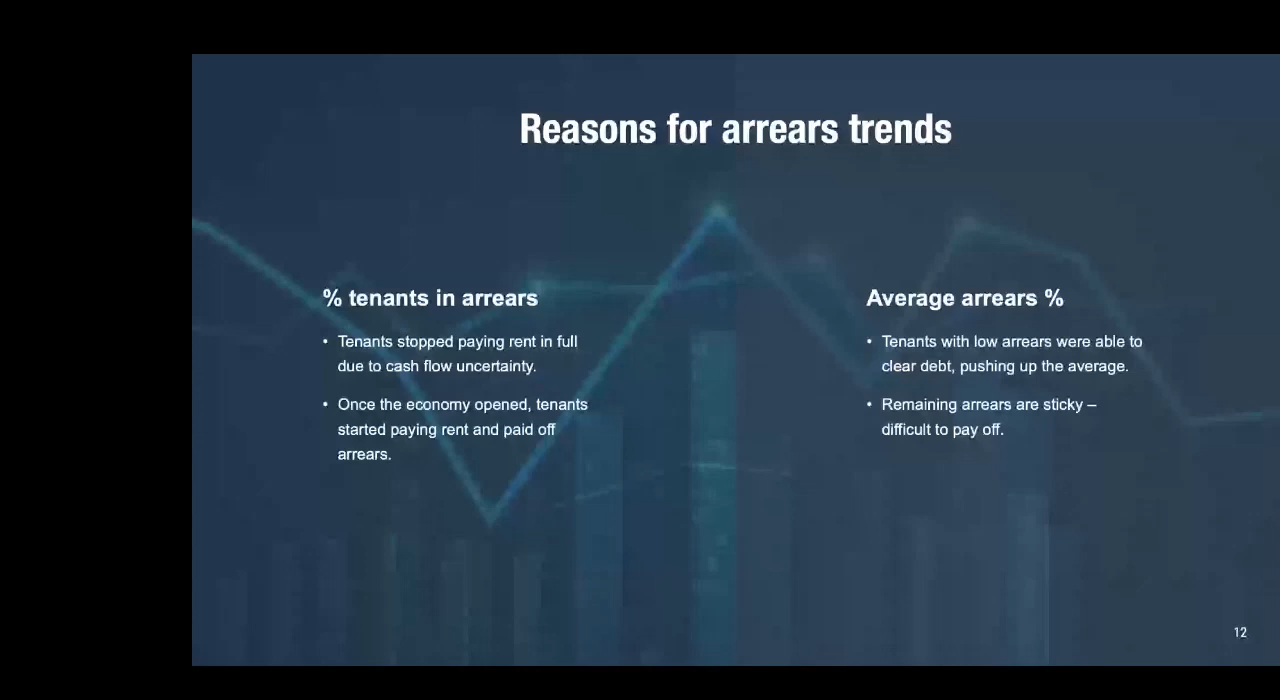 Reasons for arrears trends
% tenants in arrears
• Tenants stopped paying rent in full
due to cash flow uncertainty.
• Once the economy opened, tenants
started paying rent and paid off
arrears.
Average arrears %
• Tenants with low arrears were able to
clear debt, pushing up the average.
• Remaining arrears are sticky –
difficult to pay off.
12